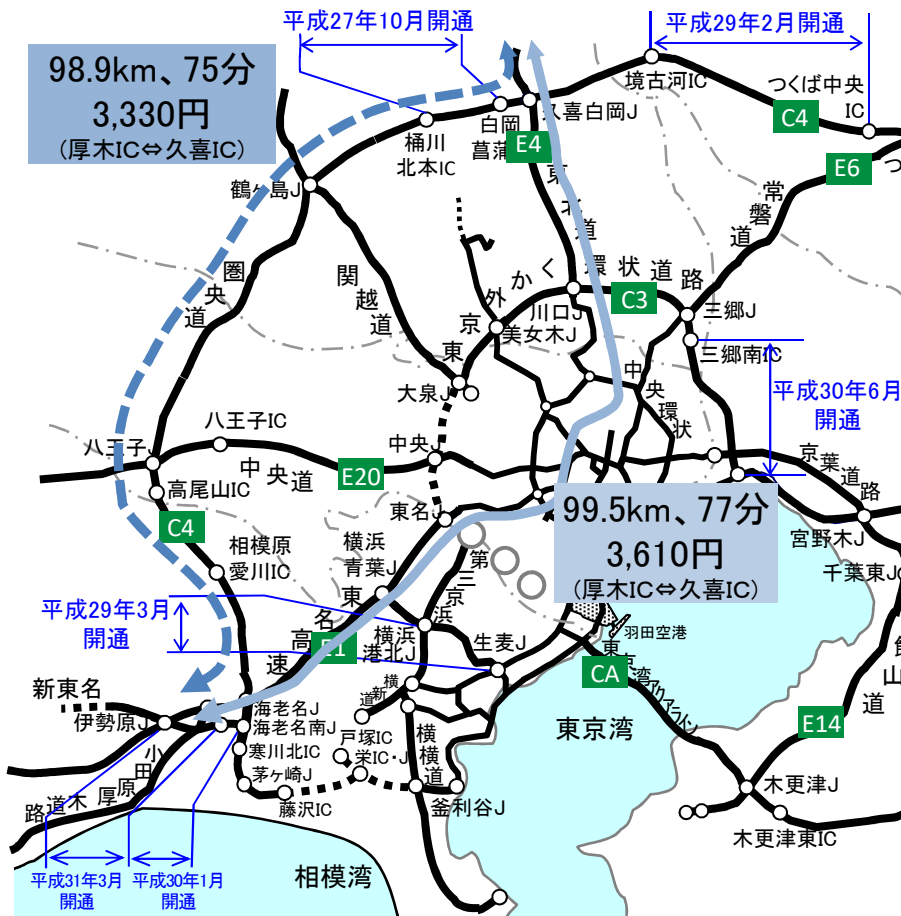 平成27年10月開通
平成29年2月開通
98.9km、75分
3,330円
(厚木IC⇔久喜IC)
境古河IC
つくば中央
IC
C4
久喜白岡J
白岡
菖蒲
桶川
北本IC
E4
E6
つ
常磐道
鶴ヶ島J
東北道
圏央道
関越道
東京外かく環状道路
C3
川口J
美女木J
三郷J
三郷南IC
大泉J
中央環状
平成30年6月
開通
八王子IC
八王子J
中央J
中央道
E20
京葉道路
高尾山IC
C4
東名J
99.5km、77分
3,610円
(厚木IC⇔久喜IC)
宮野木J
千葉東J
相模原
愛川IC
横浜
青葉J
第三京浜
平成29年3月
開通
東名高速
E1
横浜
港北J
生麦J
羽田空港
CA
東京湾アクアライン
館山道
E14
新東名
伊勢原J
海老名J
海老名南J
寒川北IC
茅ヶ崎J
藤沢IC
戸塚IC
栄IC・J
横新道
横横道
釜利谷J
東京湾
木更津J
木更津東IC
小田原厚木道路
平成31年3月
開通
平成30年1月
開通
相模湾